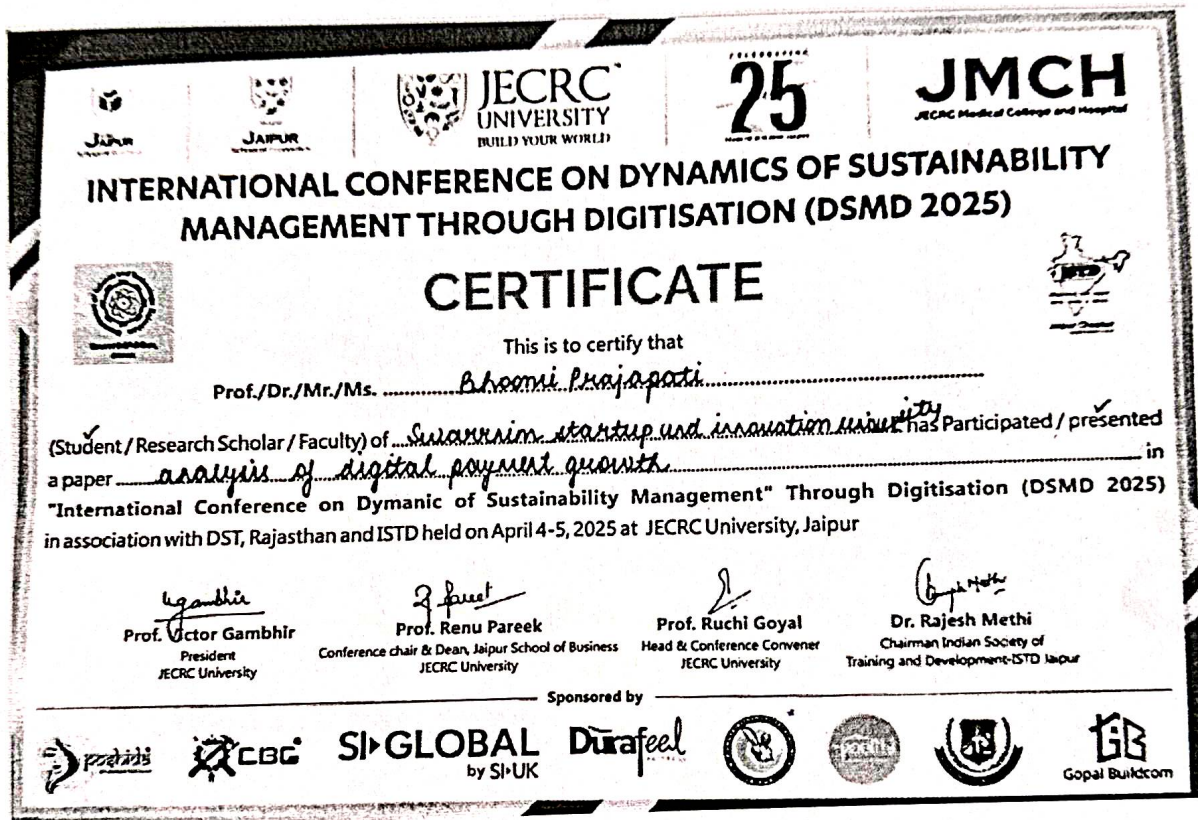 JAIPUR
JAIPUR
JECRC
UNIVERSITY
BUILD YOUR WORLD
25
JMCH
JECRC Medical College and Hospital
INTERNATIONAL CONFERENCE ON DYNAMICS OF SUSTAINABILITY
MANAGEMENT THROUGH DIGITISATION (DSMD 2025)
CERTIFICATE
This is to certify that
Prof./Dr./Mr./Ms. Bhoomi Prajapati
(Student / Research Scholar / Faculty) of Swarrnim startup and innovation university has Participated / presented
a paper analysis of digital payment growth in
"International Conference on Dymanic of Sustainability Management" Through Digitisation (DSMD 2025)
in association with DST, Rajasthan and ISTD held on April 4-5, 2025 at JECRC University, Jaipur
Prof. Victor Gambhir
President
JECRC University
Prof. Renu Pareek
Conference chair & Dean, Jaipur School of Business
JECRC University
Prof. Ruchi Goyal
Head & Conference Convener
JECRC University
Dr. Rajesh Methi
Chairman Indian Society of
Training and Development-ISTD Jaipur
Sponsored by
poshids
CBC
SI GLOBAL
by SI UK
Durafeel
Gopal Buildcom